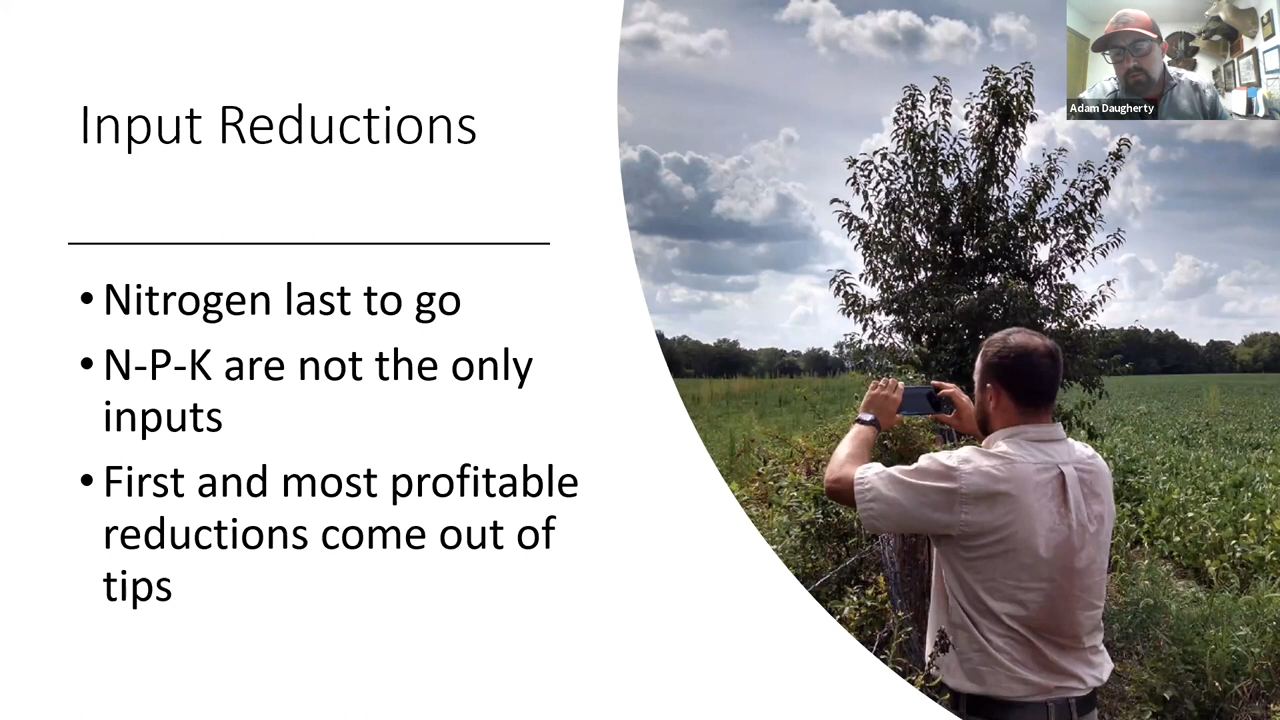 Input Reductions
• Nitrogen last to go
• N-P-K are not the only
inputs
• First and most profitable
reductions come out of
tips
Adam Daugherty